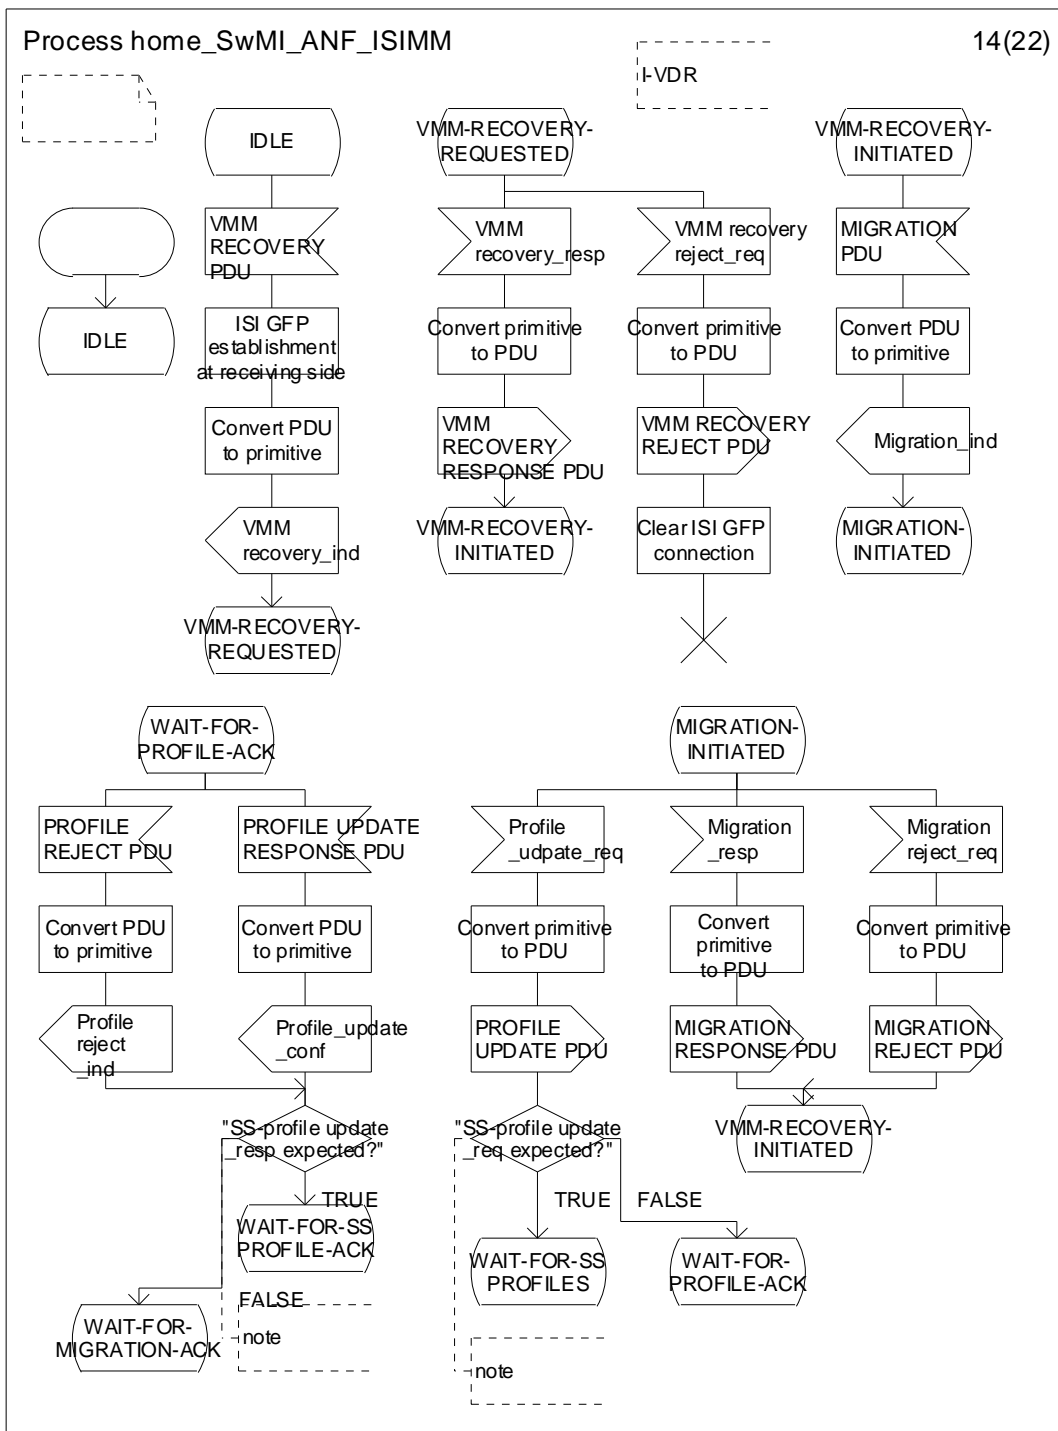 Process home_SwMI_ANF_ISIMM
14(22)
I-VDR
IDLE
VMM-RECOVERY-
REQUESTED
VMM-RECOVERY-
INITIATED
VMM
RECOVERY
PDU
VMM
recovery_resp
VMM recovery
reject_req
MIGRATION
PDU
IDLE
ISI GFP
establishment
at receiving side
Convert primitive
to PDU
Convert primitive
to PDU
Convert PDU
to primitive
Convert PDU
to primitive
VMM
RECOVERY
RESPONSE PDU
VMM RECOVERY
REJECT PDU
Migration_ind
VMM
recovery_ind
VMM-RECOVERY-
INITIATED
Clear ISI GFP
connection
MIGRATION-
INITIATED
VMM-RECOVERY-
REQUESTED
WAIT-FOR-
PROFILE-ACK
MIGRATION-
INITIATED
PROFILE
REJECT PDU
PROFILE UPDATE
RESPONSE PDU
Profile
_udpate_req
Migration
_resp
Migration
reject_req
Convert PDU
to primitive
Convert PDU
to primitive
Convert primitive
to PDU
Convert
primitive
to PDU
Convert primitive
to PDU
Profile
reject
_ind
Profile_update
_conf
PROFILE
UPDATE PDU
MIGRATION
RESPONSE PDU
MIGRATION
REJECT PDU
"SS-profile update
_resp expected?"
"SS-profile update
_req expected?"
VMM-RECOVERY-
INITIATED
TRUE
TRUE
FALSE
WAIT-FOR-SS
PROFILE-ACK
WAIT-FOR-SS
PROFILES
WAIT-FOR-
PROFILE-ACK
FALSE
WAIT-FOR-
MIGRATION-ACK
note
note